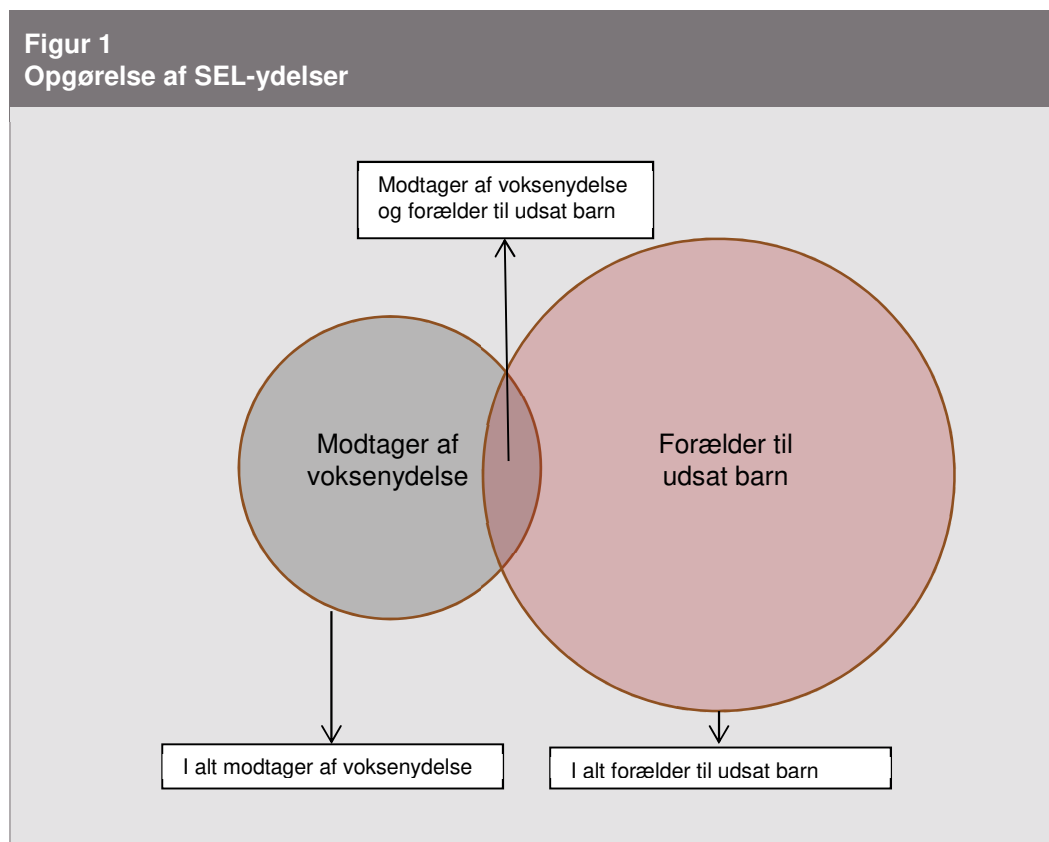 Figur 1
Opgørelse af SEL-ydelser
Modtager af voksenydelse
og forælder til udsat barn
Modtager af
voksenydelse
Forælder til
udsat barn
I alt modtager af voksenydelse
I alt forælder til udsat barn